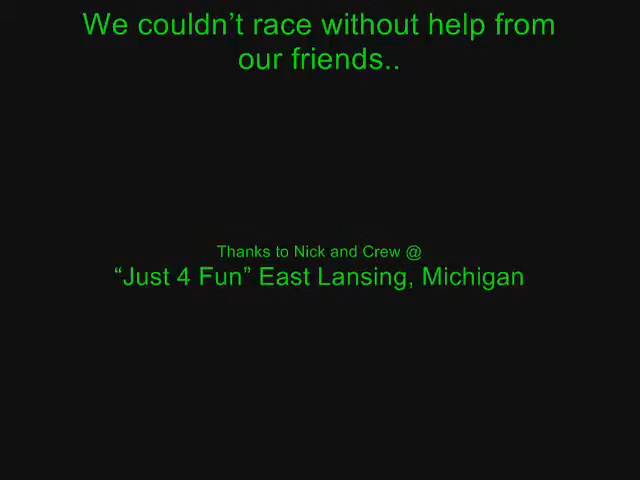 We couldn’t race without help from
our friends..
Thanks to Nick and Crew @
“Just 4 Fun” East Lansing, Michigan